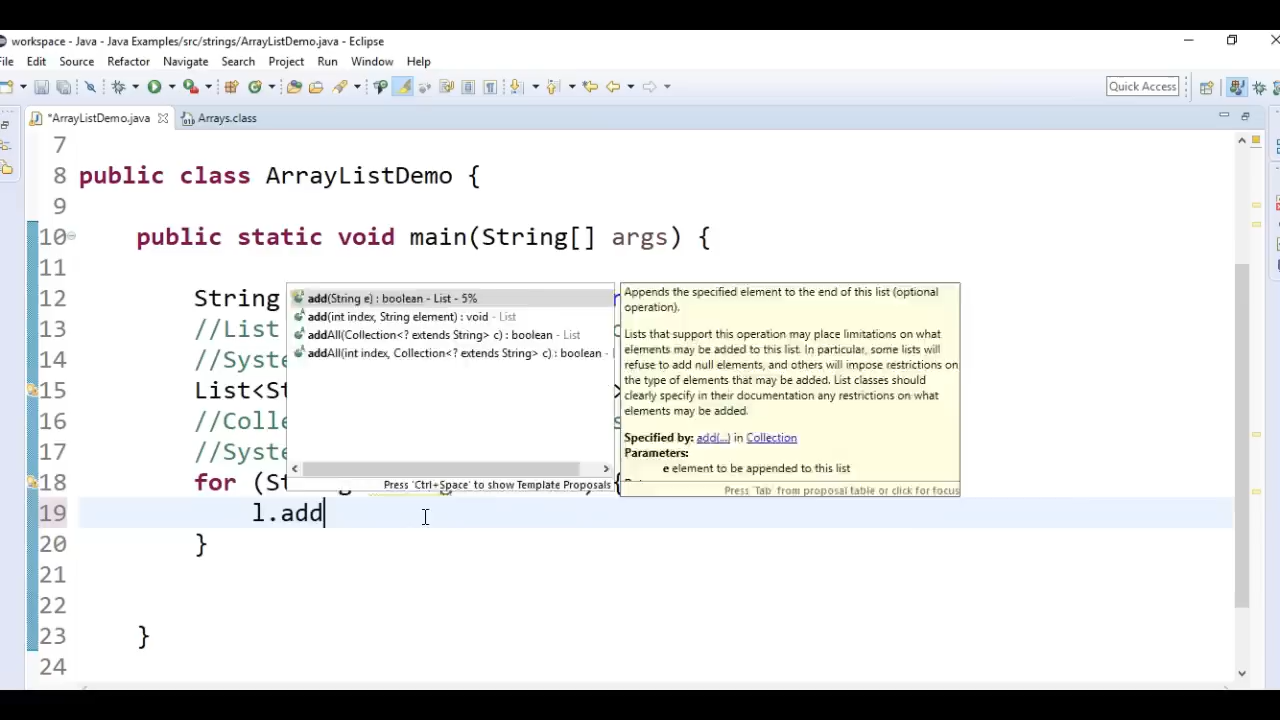 workspace - Java - Java Examples/src/strings/ArrayListDemo.java - Eclipse
File Edit Source Refactor Navigate Search Project Run Window Help
Quick Access
*ArrayListDemo.java Arrays.class
7
8 public class ArrayListDemo {
9
10 public static void main(String[] args) {
11
12 String
13 //List
14 //Syste
15 List<St
16 //Colle
17 //Syste
18 for (St
19 l.add
20 }
21
22
23 }
24
add(String e) : boolean - List - 5%
add(int index, String element) : void - List
addAll(Collection<? extends String> c) : boolean - List
addAll(int index, Collection<? extends String> c) : boolean -
Press 'Ctrl+Space' to show Template Proposals
Appends the specified element to the end of this list (optional
operation).
Lists that support this operation may place limitations on what
elements may be added to this list. In particular, some lists will
refuse to add null elements, and others will impose restrictions on
the type of elements that may be added. List classes should
clearly specify in their documentation any restrictions on what
elements may be added.
Specified by: add(...) in Collection
Parameters:
e element to be appended to this list
Press 'Tab' from proposal table or click for focus